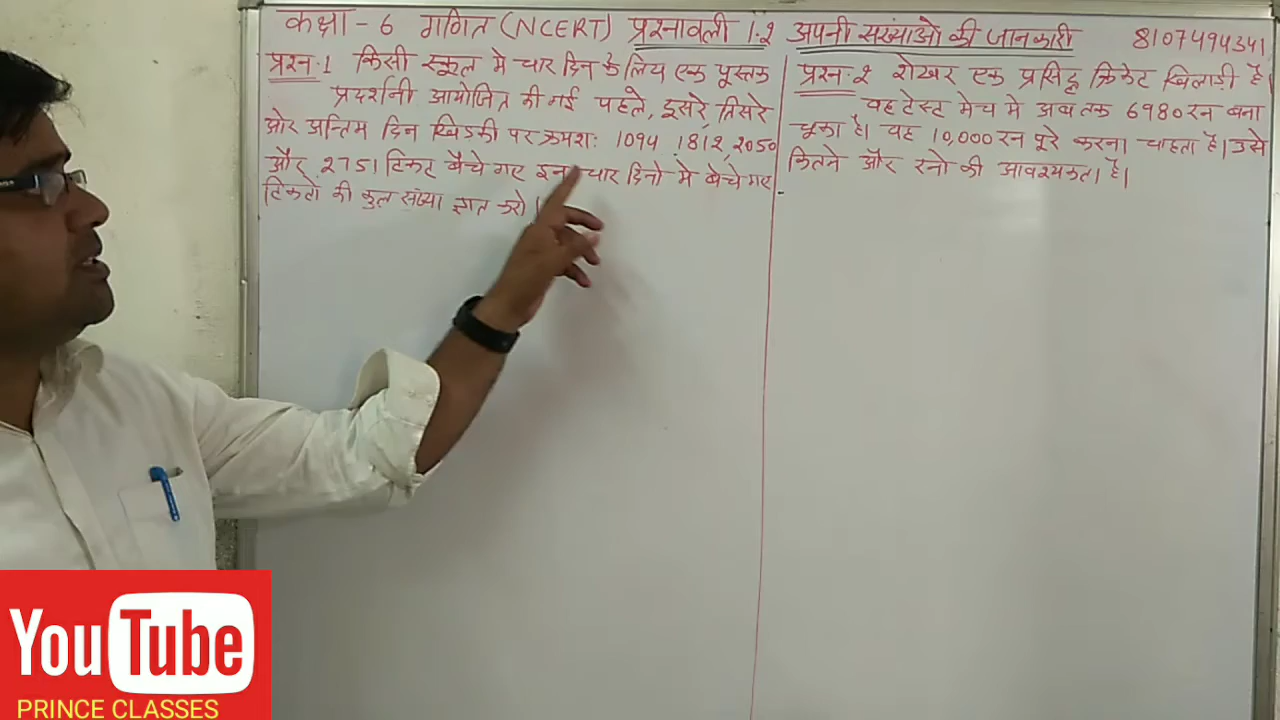 कक्षा - 6 गणित (NCERT) प्रश्नावली 1.2 अपनी संख्याओ की जानकारी 8107494341
प्रश्न.1 किसी स्कूल मे चार दिन के लिय एक पुस्तक
प्रदर्शनी आयोजित की गई पहले, दूसरे, तिसरे
और अन्तिम दिन खिडकी पर क्रमश: 1094 1812, 2050
और 2751 टिकट बैचे गए इन चार दिनो मे बेचे गए
टिकटो की कुल संख्या ज्ञात करो।
प्रश्न.2 शेखर एक प्रसिद्ध क्रिकेट खिलाडी है।
वह टेस्ट मेच मे अब तक 6980 रन बना
चूका है। वह 10,000 रन पूरे करना चाहता है। उसे
कितने और रनो की आवश्यकता है।
YouTube
PRINCE CLASSES